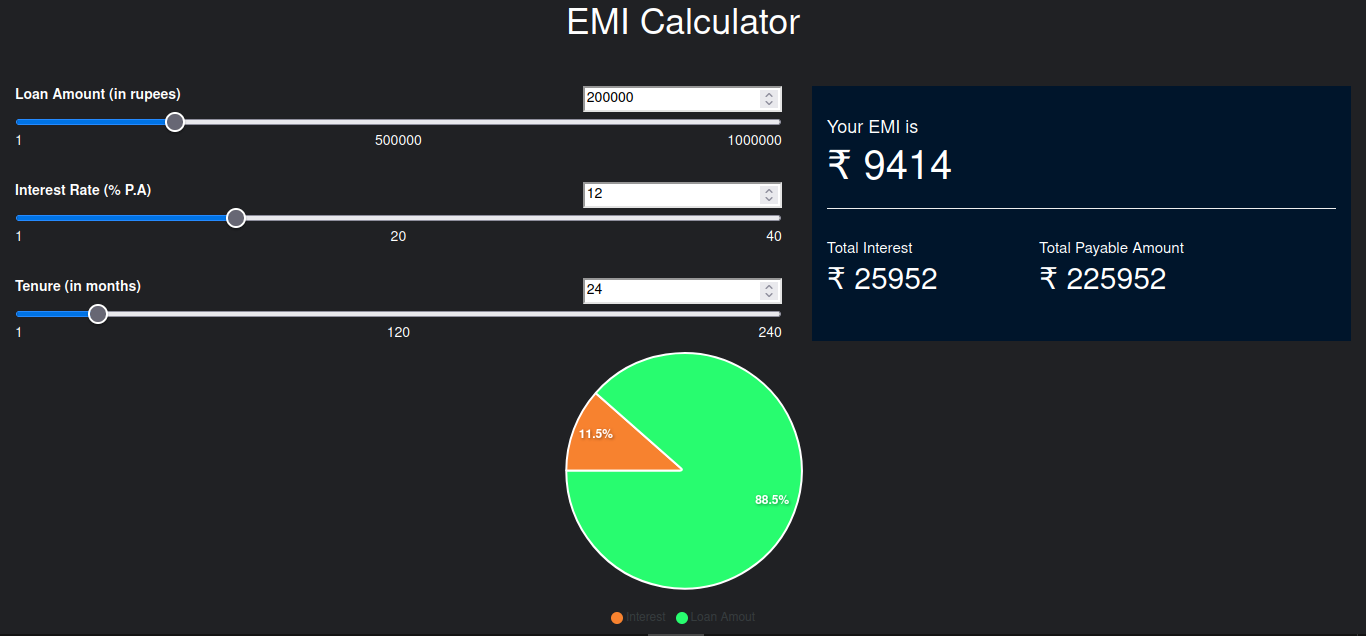 EMI Calculator
Loan Amount (in rupees)
200000
1 500000 1000000
Interest Rate (% P.A)
12
1 20 40
Tenure (in months)
24
1 120 240
Your EMI is
₹ 9414
Total Interest Total Payable Amount
₹ 25952 ₹ 225952
11.5%
88.5%
Interest Loan Amout